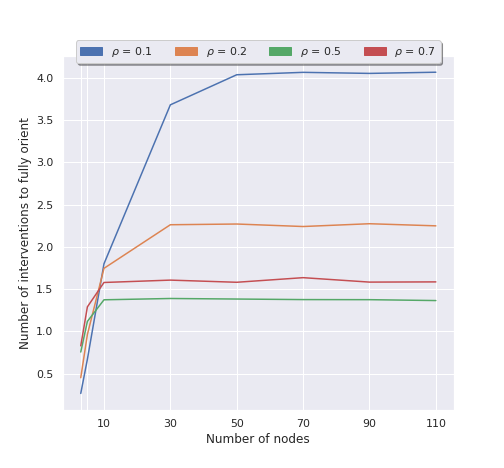 ρ = 0.1 ρ = 0.2 ρ = 0.5 ρ = 0.7
Number of interventions to fully orient
4.0
3.5
3.0
2.5
2.0
1.5
1.0
0.5
10 30 50 70 90 110
Number of nodes